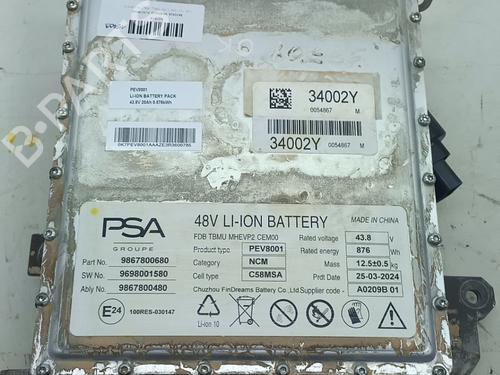 PEV8001
LI-ION BATTERY PACK
43.8V 20Ah 0.876kWh
0K7PEV8001AAAZE3R3600785
34002Y
0054867 M
34002Y
0054867 M
B-PARTS
PSA
GROUPE
Part No 9867800680
SW No 9698001580
Ably No 9867800480
E24 100RES-030147
48V LI-ION BATTERY
FDB TBMU MHEVP2 CEM00
Product type PEV8001
Category NCM
Cell type C58MSA
Chuzhou FinDreams Battery Co.,Ltd
Li-ion 10
MADE IN CHINA
Rated voltage 43.8 V
Rated energy 876 Wh
Mass 12.5±0.5 kg
Prdt Date 25-03-2024
Supplier code - A0209B 01